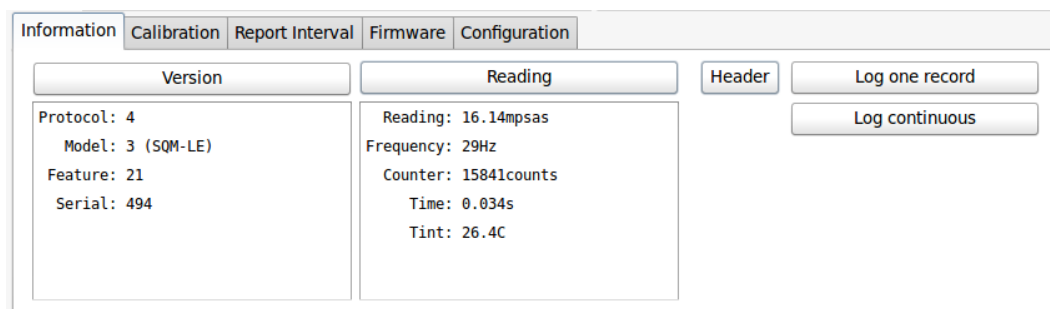 Information Calibration Report Interval Firmware Configuration
Version Reading Header Log one record
Log continuous
Protocol: 4
Model: 3 (SQM-LE)
Feature: 21
Serial: 494
Reading: 16.14mpsas
Frequency: 29Hz
Counter: 15841counts
Time: 0.034s
Tint: 26.4C